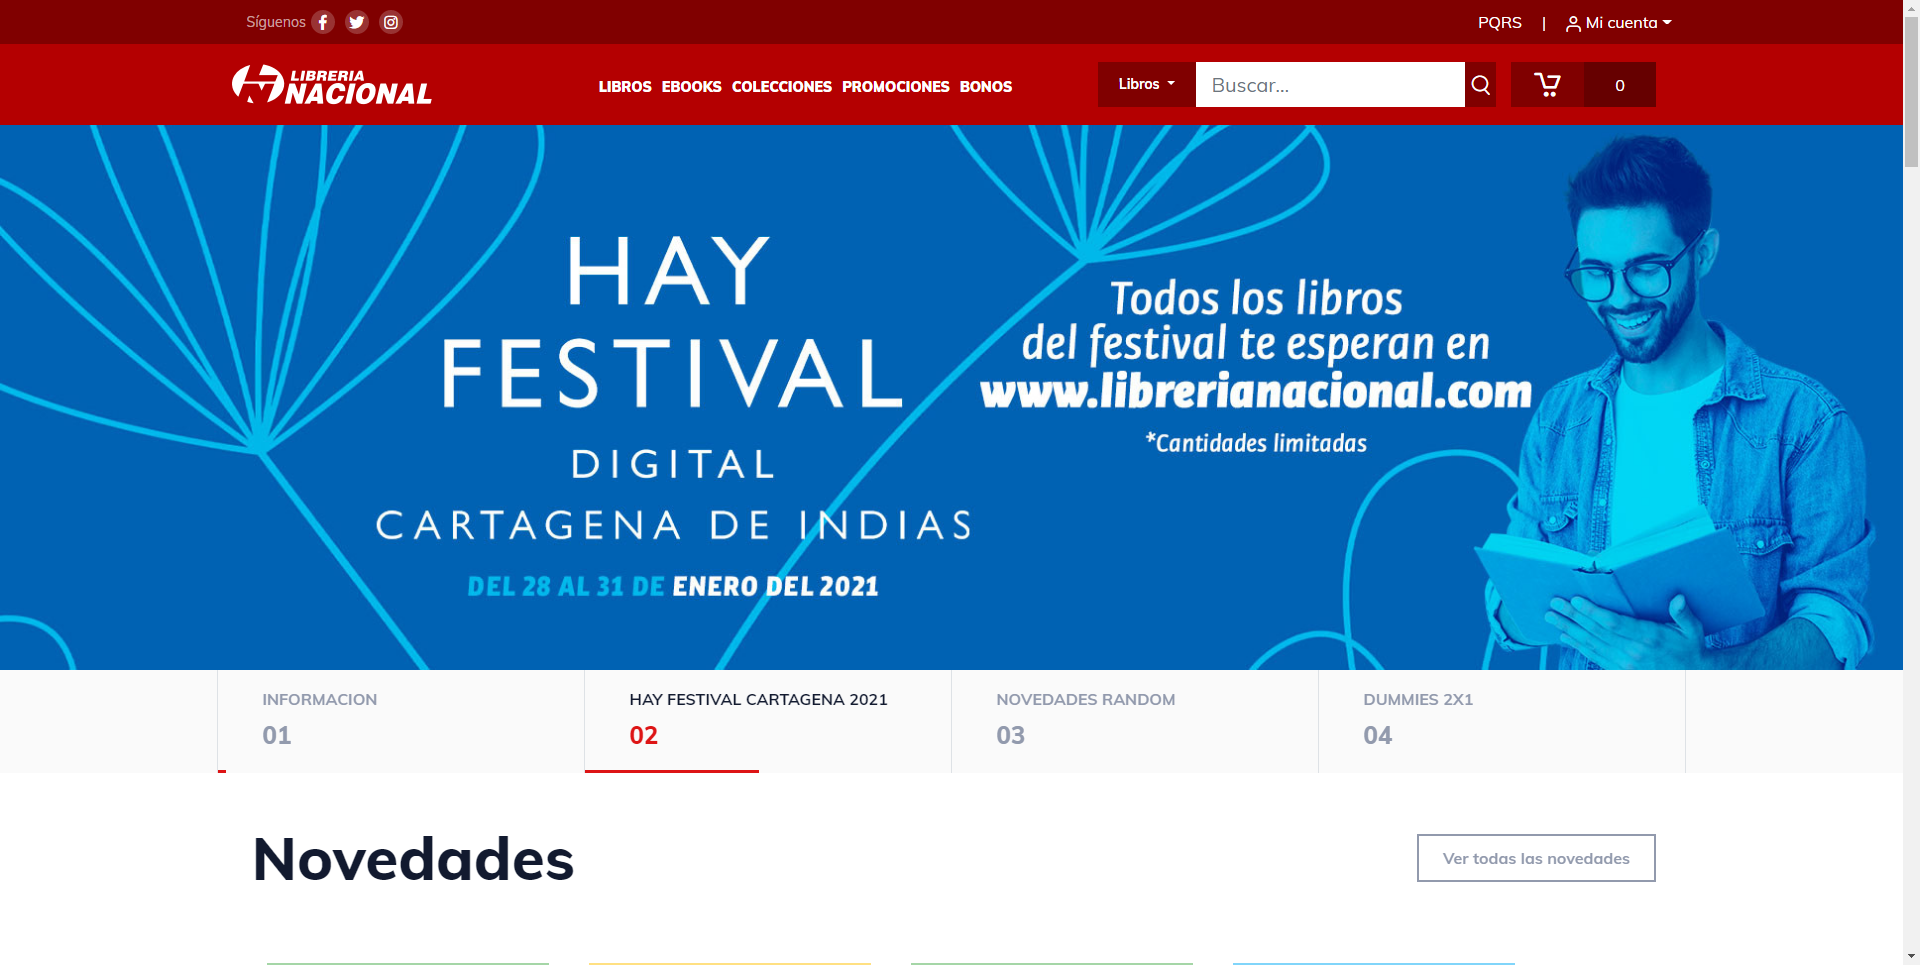 Síguenos
PQRS | Mi cuenta
LIBRERIA
NACIONAL
LIBROS EBOOKS COLECCIONES PROMOCIONES BONOS
Libros
Buscar...
0
HAY
FESTIVAL
DIGITAL
CARTAGENA DE INDIAS
DEL 28 AL 31 DE ENERO DEL 2021
Todos los libros
del festival te esperan en
www.librerianacional.com
*Cantidades limitadas
INFORMACION
01
HAY FESTIVAL CARTAGENA 2021
02
NOVEDADES RANDOM
03
DUMMIES 2X1
04
Novedades
Ver todas las novedades